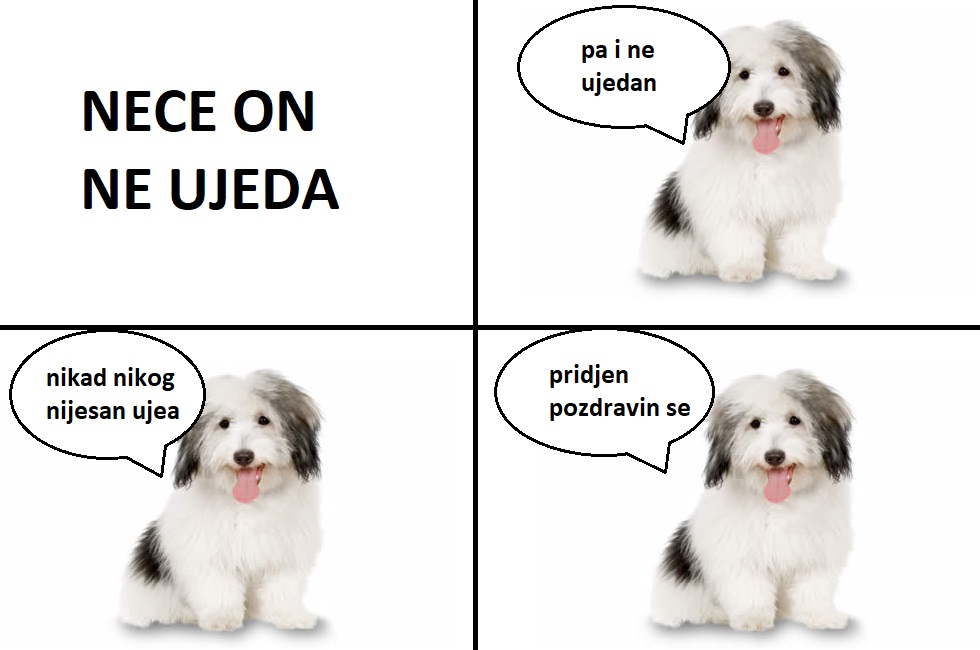 NECE ON
NE UJEDA
pa i ne
ujedan
nikad nikog
nijesan ujea
pridjen
pozdravin se